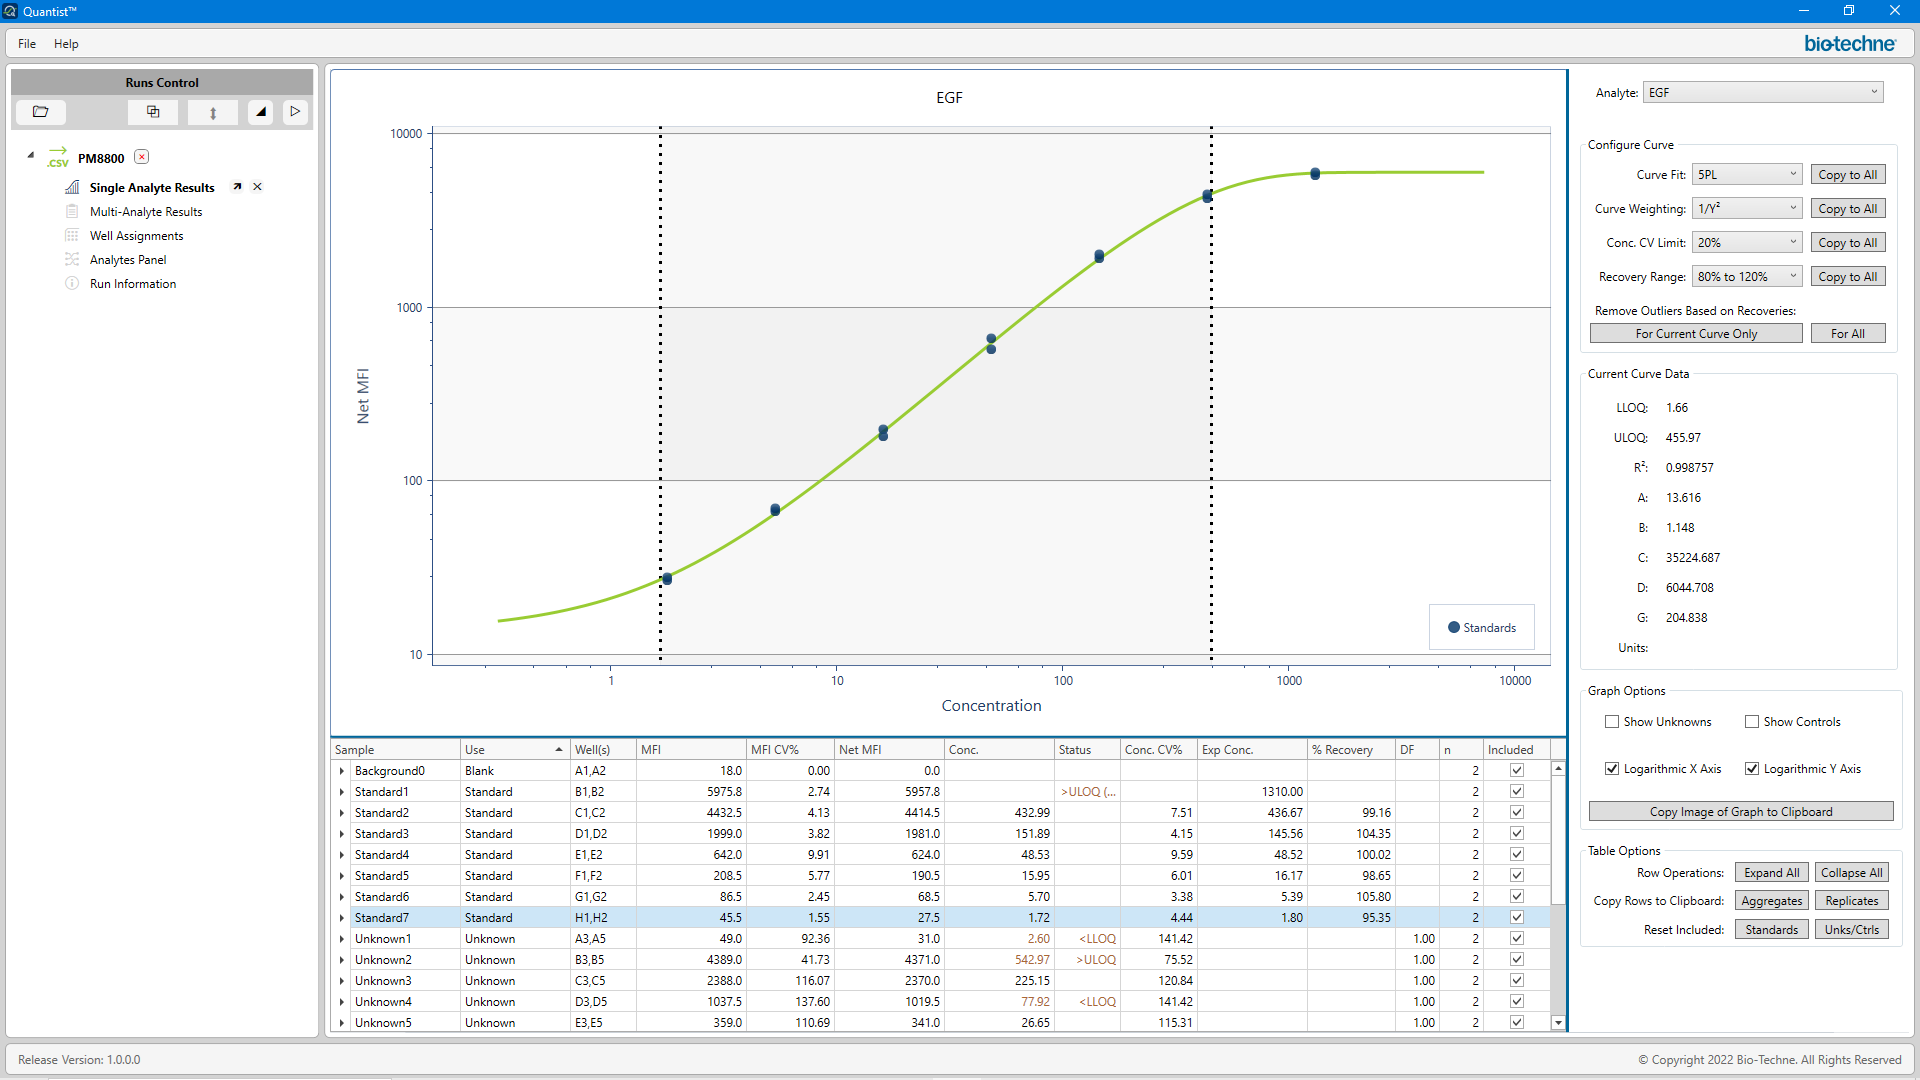 Quantist™
File Help
bio-techne
Runs Control
.CSV PM8800
Single Analyte Results
Multi-Analyte Results
Well Assignments
Analytes Panel
Run Information
EGF
10000
1000
100
10
Net MFI
1 10 100 1000 10000
Concentration
Standards
Sample Use Well(s) MFI MFI CV% Net MFI Conc. Status Conc. CV% Exp Conc. % Recovery DF n Included
Background0 Blank A1,A2 18.0 0.00 0.0 2
Standard1 Standard B1,B2 5975.8 2.74 5957.8 >ULOQ (... 1310.00 2
Standard2 Standard C1,C2 4432.5 4.13 4414.5 432.99 7.51 436.67 99.16 2
Standard3 Standard D1,D2 1999.0 3.82 1981.0 151.89 4.15 145.56 104.35 2
Standard4 Standard E1,E2 642.0 9.91 624.0 48.53 9.59 48.52 100.02 2
Standard5 Standard F1,F2 208.5 5.77 190.5 15.95 6.01 16.17 98.65 2
Standard6 Standard G1,G2 86.5 2.45 68.5 5.70 3.38 5.39 105.80 2
Standard7 Standard H1,H2 45.5 1.55 27.5 1.72 4.44 1.80 95.35 2
Unknown1 Unknown A3,A5 49.0 92.36 31.0 2.60 <LLOQ 141.42 1.00 2
Unknown2 Unknown B3,B5 4389.0 41.73 4371.0 542.97 >ULOQ 75.52 1.00 2
Unknown3 Unknown C3,C5 2388.0 116.07 2370.0 225.15 120.84 1.00 2
Unknown4 Unknown D3,D5 1037.5 137.60 1019.5 77.92 <LLOQ 141.42 1.00 2
Unknown5 Unknown E3,E5 359.0 110.69 341.0 26.65 115.31 1.00 2
Analyte: EGF
Configure Curve
Curve Fit: 5PL Copy to All
Curve Weighting: 1/Y² Copy to All
Conc. CV Limit: 20% Copy to All
Recovery Range: 80% to 120% Copy to All
Remove Outliers Based on Recoveries:
For Current Curve Only For All
Current Curve Data
LLOQ: 1.66
ULOQ: 455.97
R²: 0.998757
A: 13.616
B: 1.148
C: 35224.687
D: 6044.708
G: 204.838
Units:
Graph Options
Show Unknowns Show Controls
Logarithmic X Axis Logarithmic Y Axis
Copy Image of Graph to Clipboard
Table Options
Row Operations: Expand All Collapse All
Copy Rows to Clipboard: Aggregates Replicates
Reset Included: Standards Unks/Ctrls
Release Version: 1.0.0.0
© Copyright 2022 Bio-Techne. All Rights Reserved